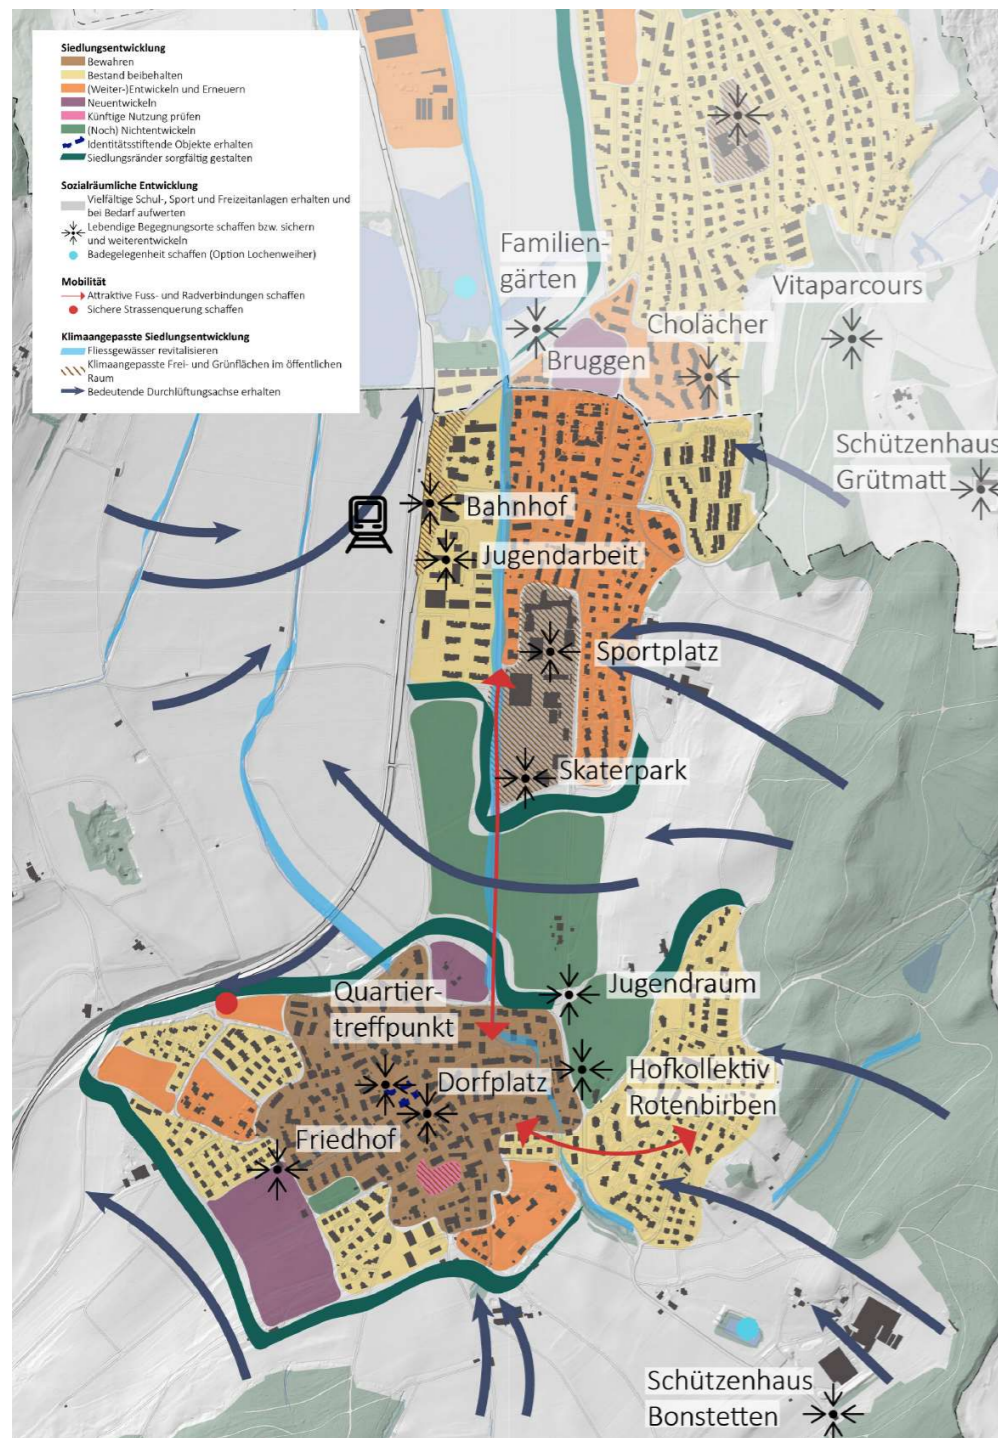 Siedlungsentwicklung
Bewahren
Bestand beibehalten
(Weiter-)Entwickeln und Erneuern
Neuentwickeln
Künftige Nutzung prüfen
(Noch) Nichtentwickeln
Identitätsstiftende Objekte erhalten
Siedlungsränder sorgfältig gestalten
Sozialräumliche Entwicklung
Vielfältige Schul-, Sport und Freizeitanlagen erhalten und
bei Bedarf aufwerten
Lebendige Begegnungsorte schaffen bzw. sichern
und weiterentwickeln
Badegelegenheit schaffen (Option Lochenweiher)
Mobilität
Attraktive Fuss- und Radverbindungen schaffen
Sichere Strassenquerung schaffen
Klimaangepasste Siedlungsentwicklung
Fliessgewässer revitalisieren
Klimaangepasste Frei- und Grünflächen im öffentlichen
Raum
Bedeutende Durchlüftungsachse erhalten
Familien-
gärten
Vitaparcours
Cholächer
Bruggen
Schützenhaus
Grütmatt
Bahnhof
Jugendarbeit
Sportplatz
Skaterpark
Jugendraum
Quartier-
treffpunkt
Dorfplatz
Hofkollektiv
Rotenbirben
Friedhof
Schützenhaus
Bonstetten